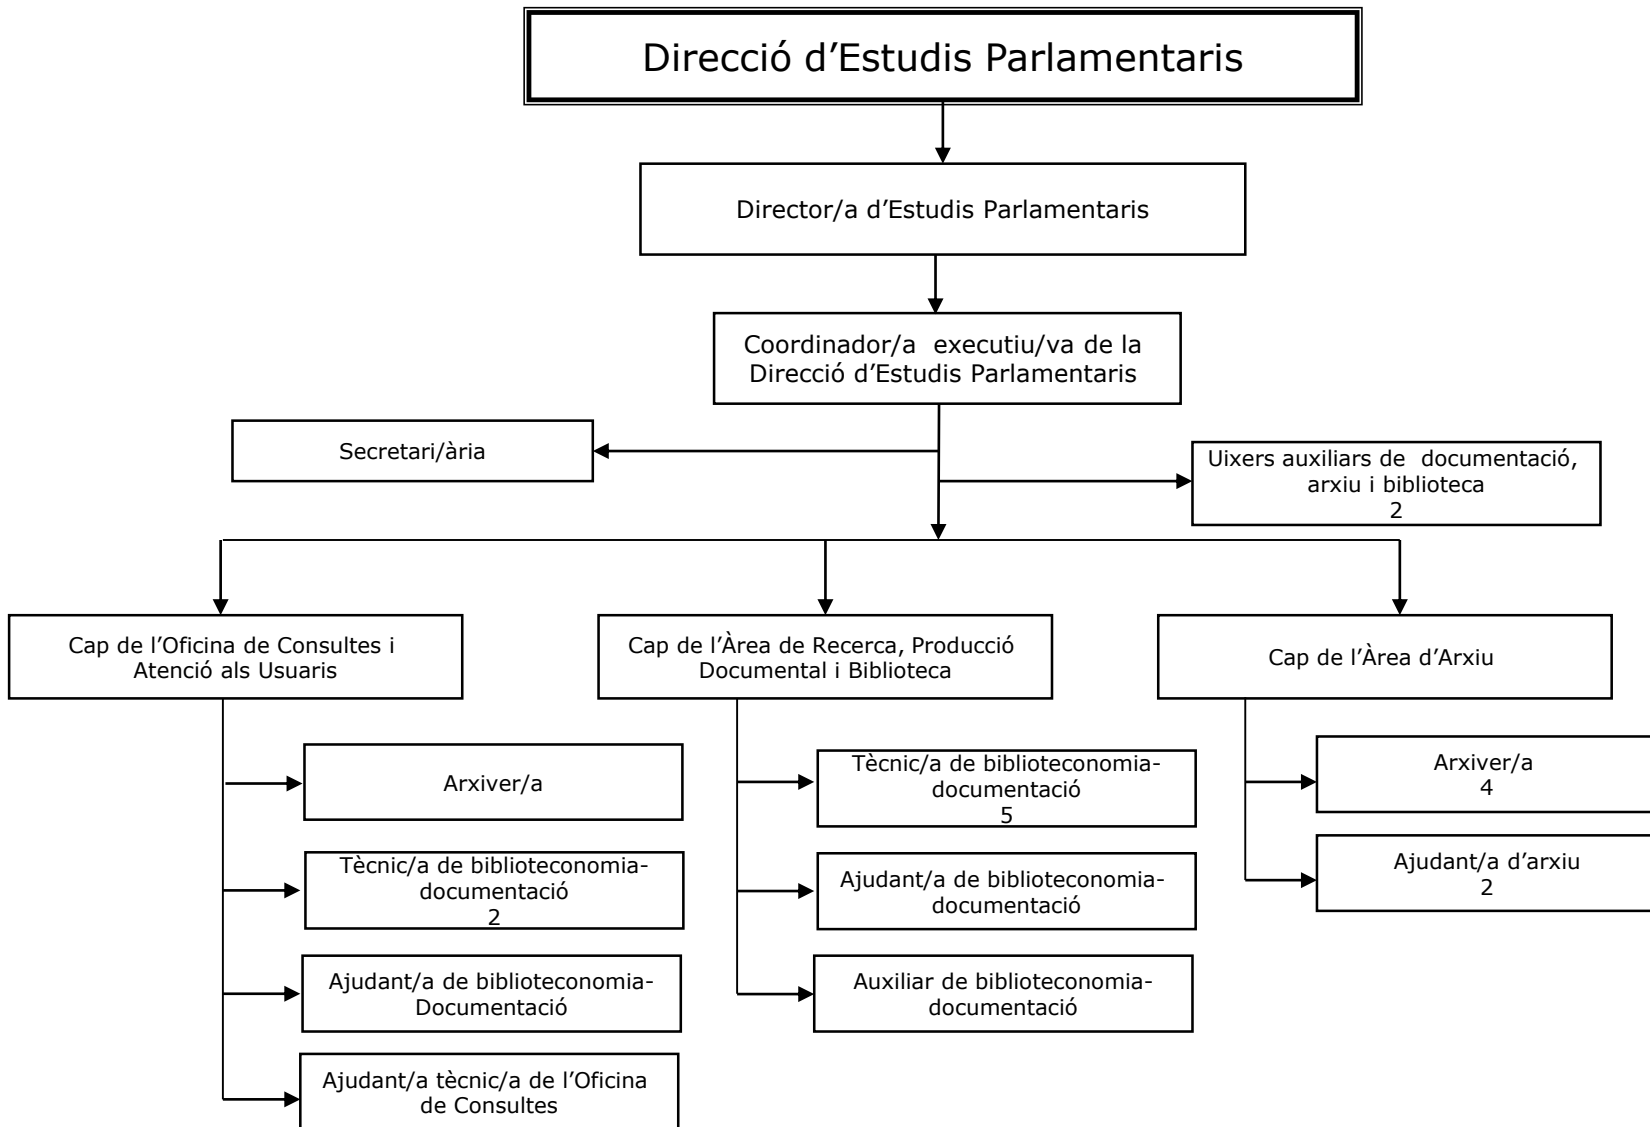 Direcció d’Estudis Parlamentaris
Director/a d’Estudis Parlamentaris
Coordinador/a executiu/va de la
Direcció d’Estudis Parlamentaris
Secretari/ària
Uixers auxiliars de documentació,
arxiu i biblioteca
2
Cap de l’Oficina de Consultes i
Atenció als Usuaris
Cap de l’Àrea de Recerca, Producció
Documental i Biblioteca
Cap de l’Àrea d’Arxiu
Arxiver/a
Tècnic/a de biblioteconomia-
documentació
2
Ajudant/a de biblioteconomia-
Documentació
Ajudant/a tècnic/a de l’Oficina
de Consultes
Tècnic/a de biblioteconomia-
documentació
5
Ajudant/a de biblioteconomia-
documentació
Auxiliar de biblioteconomia-
documentació
Arxiver/a
4
Ajudant/a d’arxiu
2